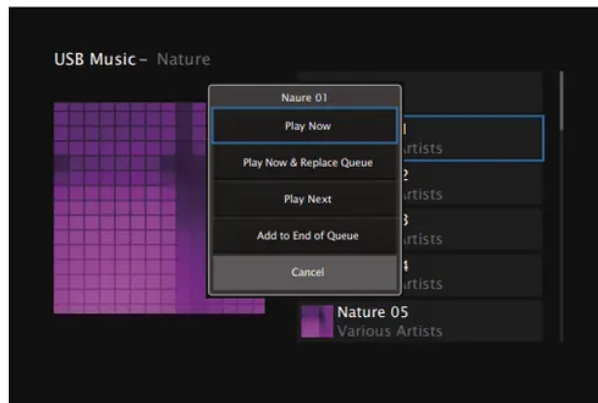 USB Music – Nature
Naure 01
Play Now
Play Now & Replace Queue
Play Next
Add to End of Queue
Cancel
Nature 05
Various Artists